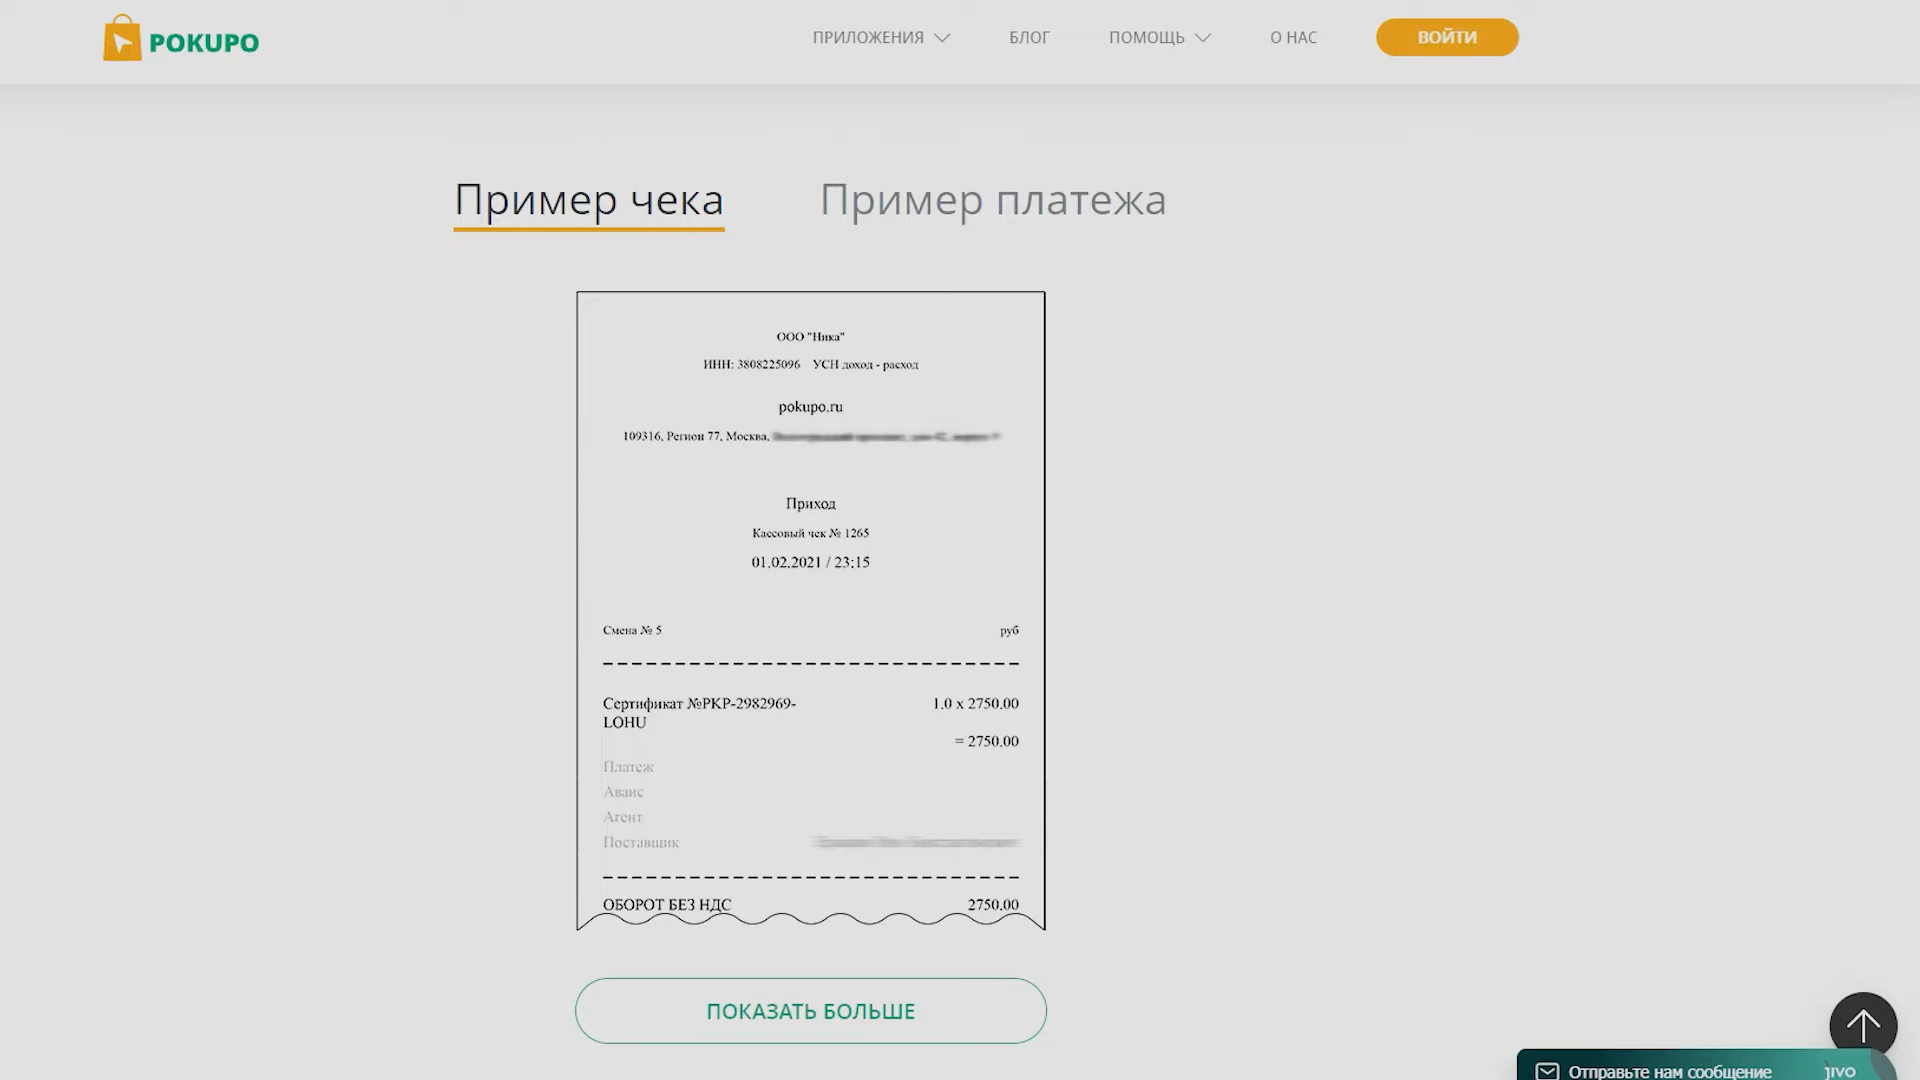 POKUPO
ПРИЛОЖЕНИЯ
БЛОГ
ПОМОЩЬ
О НАС
ВОЙТИ
Пример чека
Пример платежа
ООО "Ника"
ИНН: 3808225096 УСН доход - расход
pokupo.ru
109316, Регион 77, Москва,
Приход
Кассовый чек № 1265
01.02.2021 / 23:15
Смена № 5 руб
Сертификат №PKP-2982969- 1.0 x 2750.00
LOHU
= 2750.00
Платеж
Аванс
Агент
Поставщик
ОБОРОТ БЕЗ НДС 2750.00
ПОКАЗАТЬ БОЛЬШЕ
Отправьте нам сообщение jivo